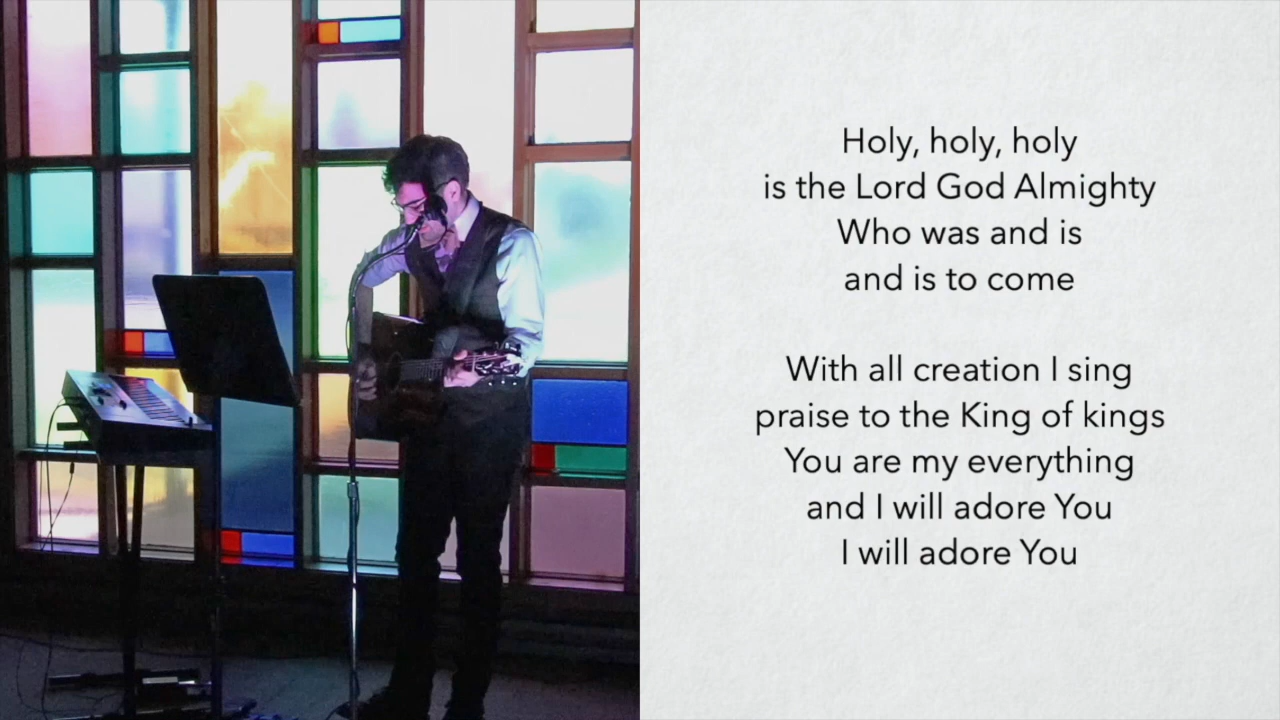 Holy, holy, holy
is the Lord God Almighty
Who was and is
and is to come
With all creation I sing
praise to the King of kings
You are my everything
and I will adore You
I will adore You